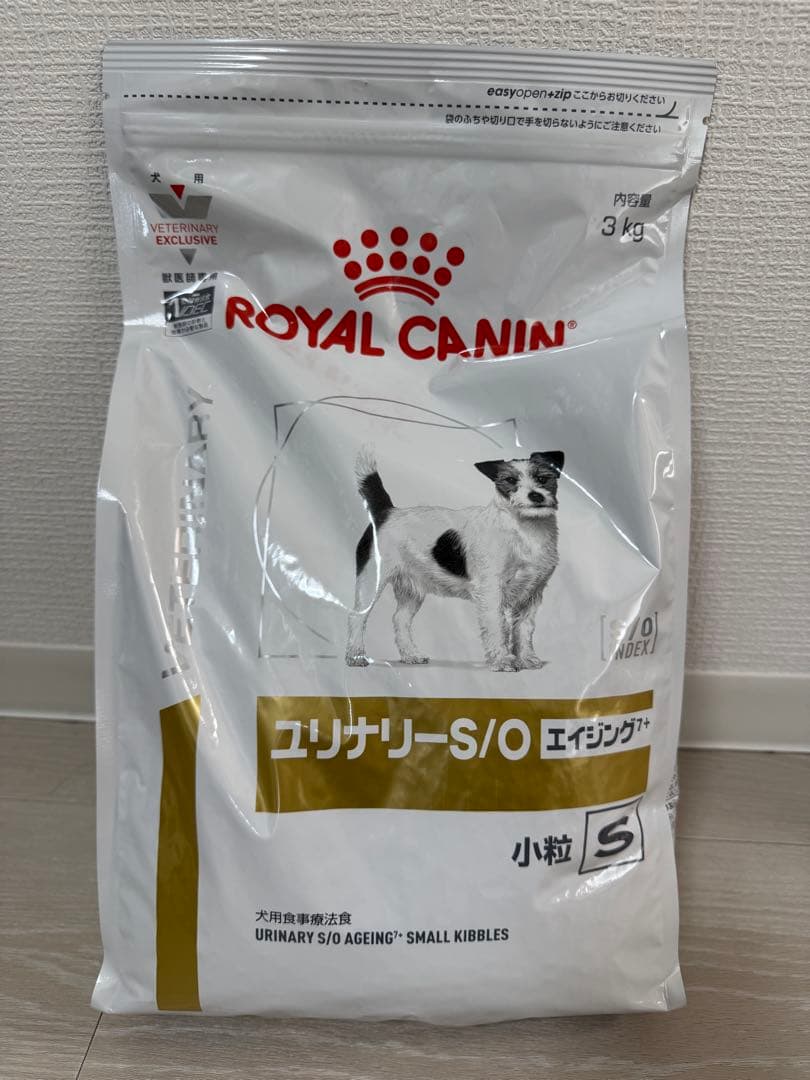 easyopen+zip ここからお切りください
袋のふちや切り口で手を切らないようにご注意ください
犬 用
VETERINARY
EXCLUSIVE
獣医師専用
内容量
3 kg
ROYAL CANIN®
VETERINARY
S/O
INDEX
ユリナリーS/O エイジング7+
小粒 S
犬用食事療法食
URINARY S/O AGEING7+ SMALL KIBBLES